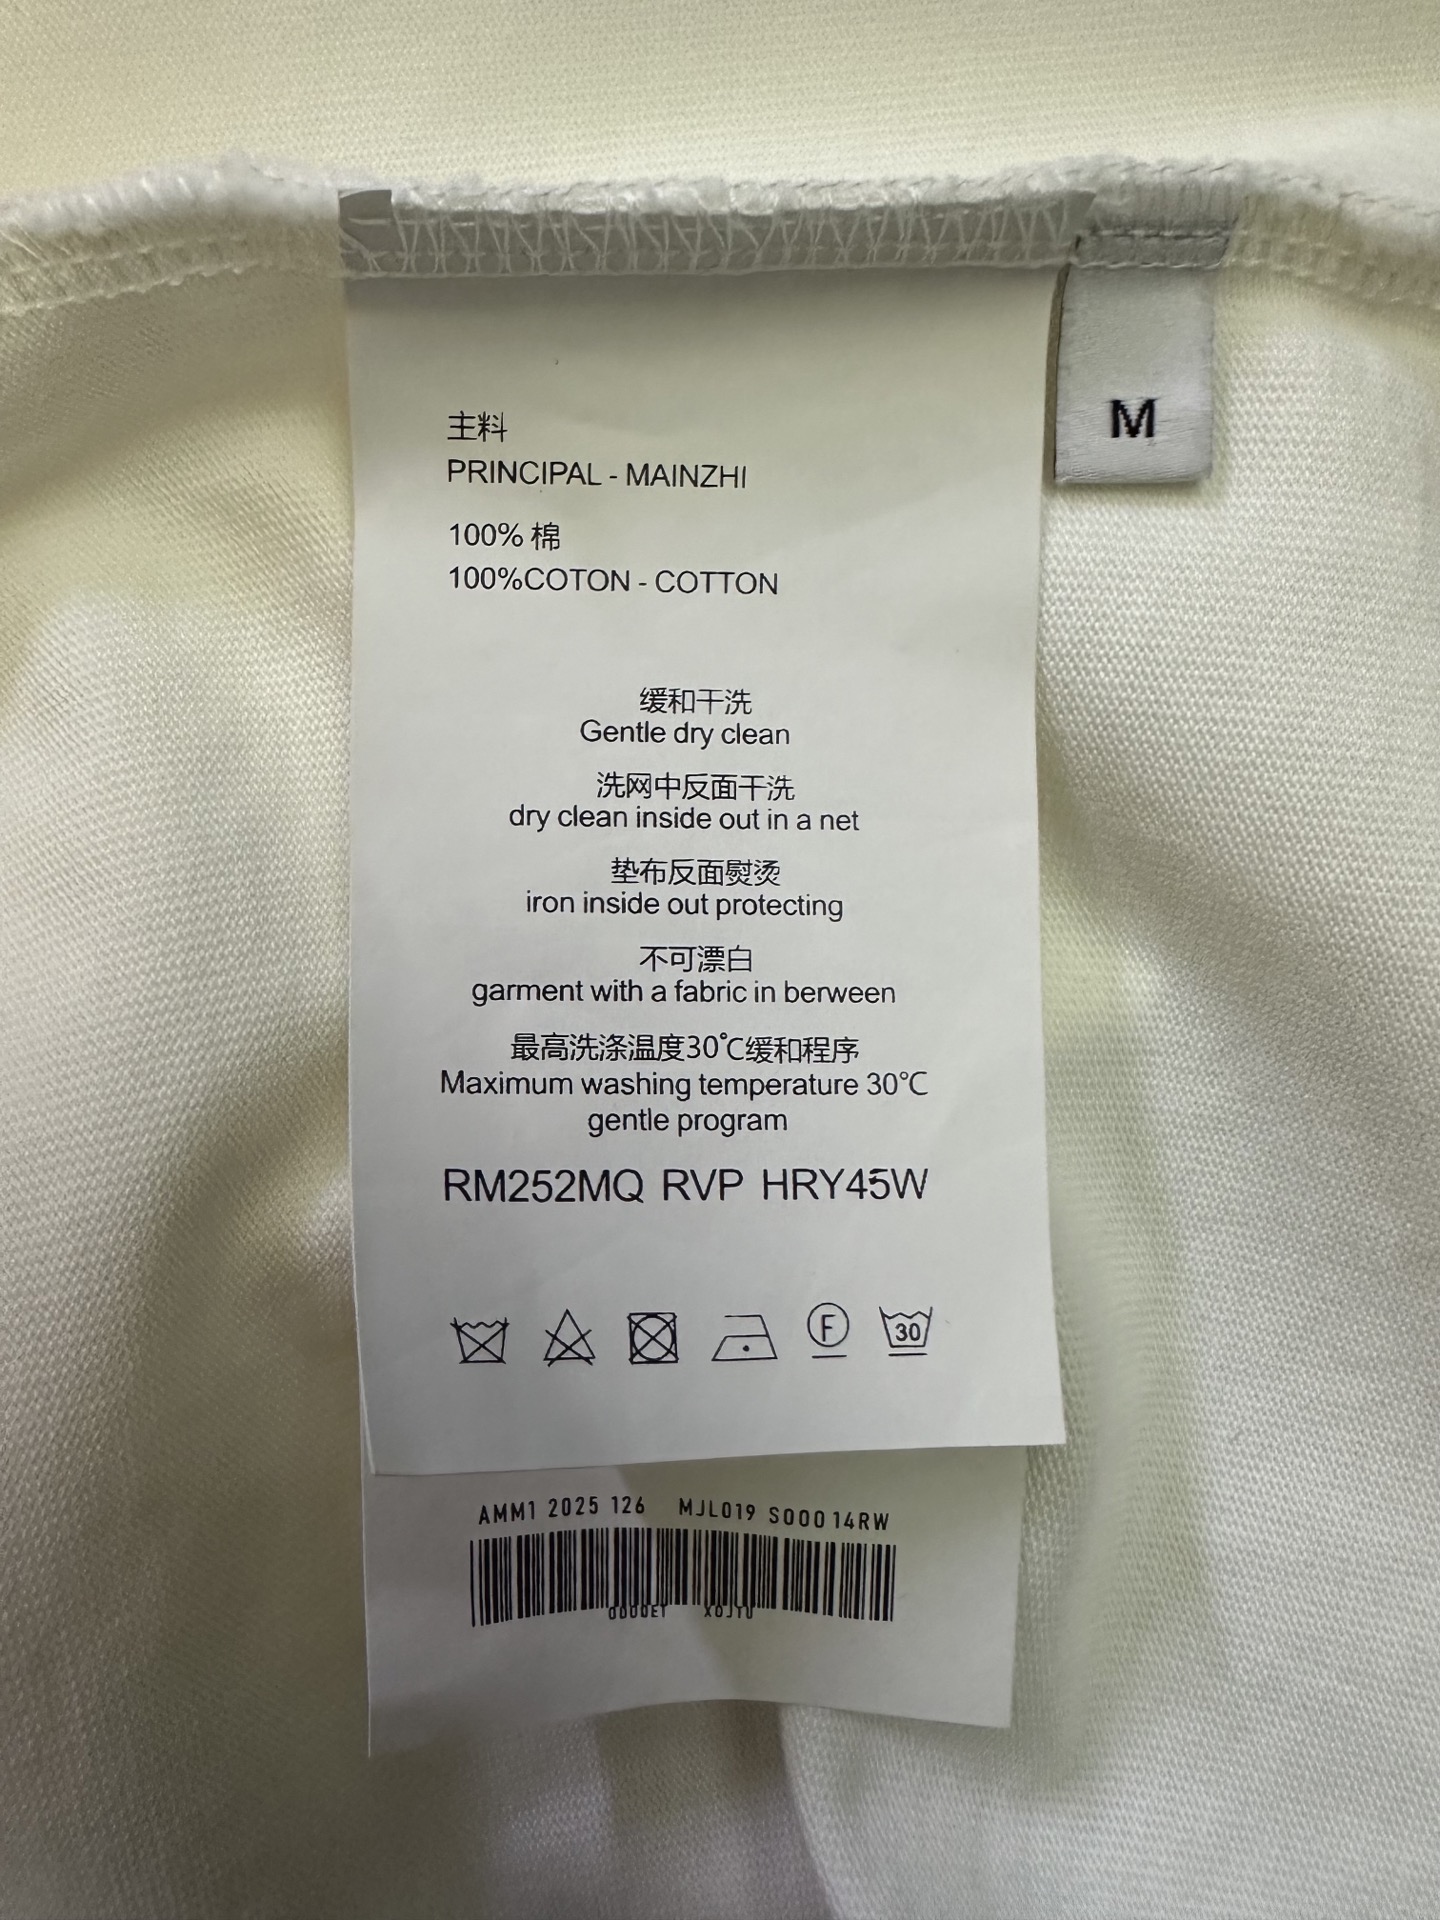 M
主料
PRINCIPAL - MAINZHI
100% 棉
100%COTON - COTTON
缓和干洗
Gentle dry clean
洗网中反面干洗
dry clean inside out in a net
垫布反面熨烫
iron inside out protecting
不可漂白
garment with a fabric in berween
最高洗涤温度30℃缓和程序
Maximum washing temperature 30℃
gentle program
RM252MQ RVP HRY45W
F
30
AMM1 2025 126 MJL019 S000 14RW